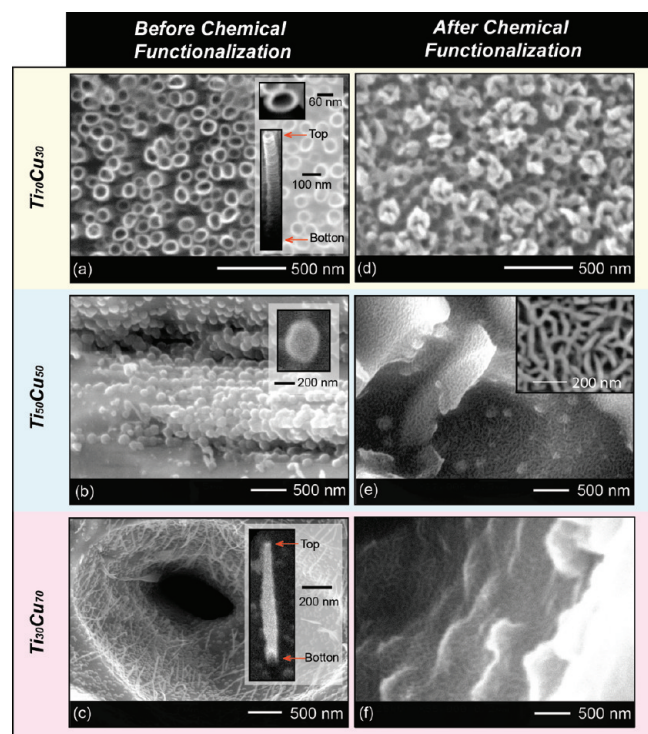 Before Chemical
Functionalization
After Chemical
Functionalization
Ti70Cu30
60 nm
Top
100 nm
Botton
(a)
500 nm
(d)
500 nm
Ti50Cu50
200 nm
(b)
500 nm
200 nm
(e)
500 nm
Ti30Cu70
Top
200 nm
Botton
(c)
500 nm
(f)
500 nm